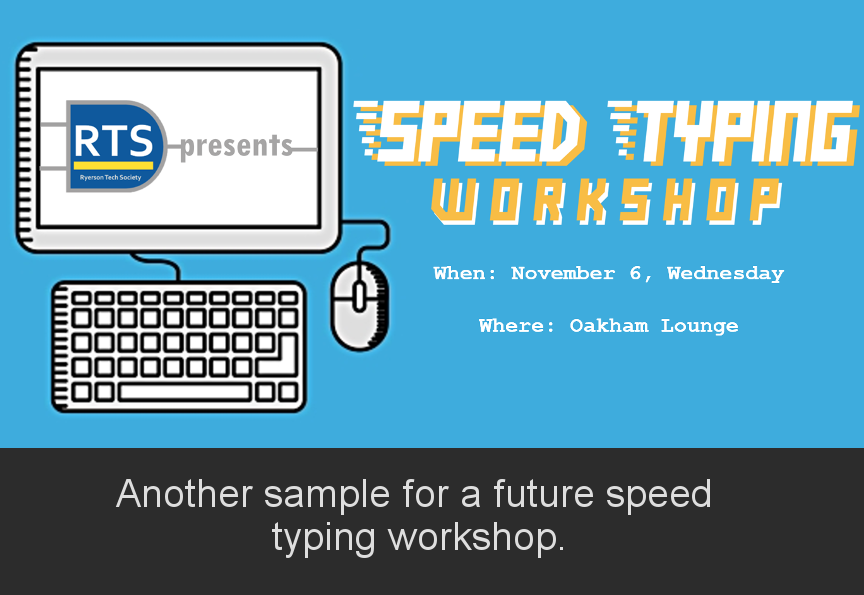 RTS
Ryerson Tech Society
presents
SPEED TYPING
WORKSHOP
When: November 6, Wednesday
Where: Oakham Lounge
Another sample for a future speed
typing workshop.